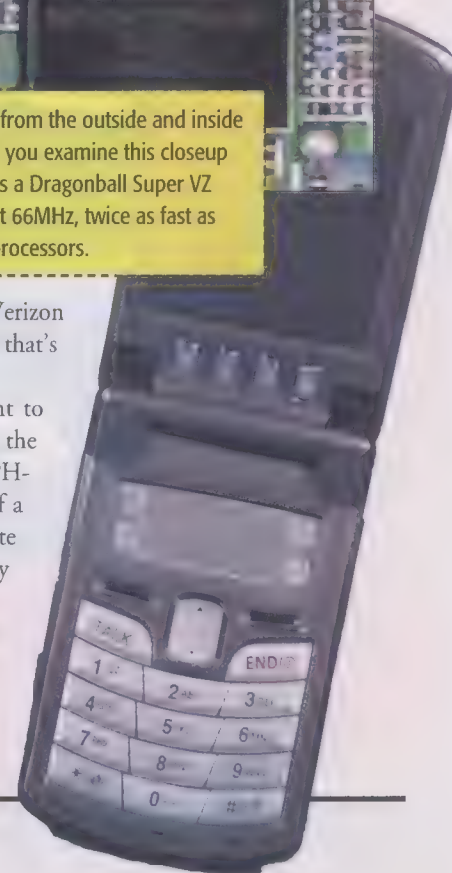 from the outside and inside
you examine this closeup
s a Dragonball Super VZ
t 66MHz, twice as fast as
rocessors.
erizon
that's
nt to
the
H-
f a
te
y
TALK
END
1
2
3
4
5
6
7
8
9
*
0
#